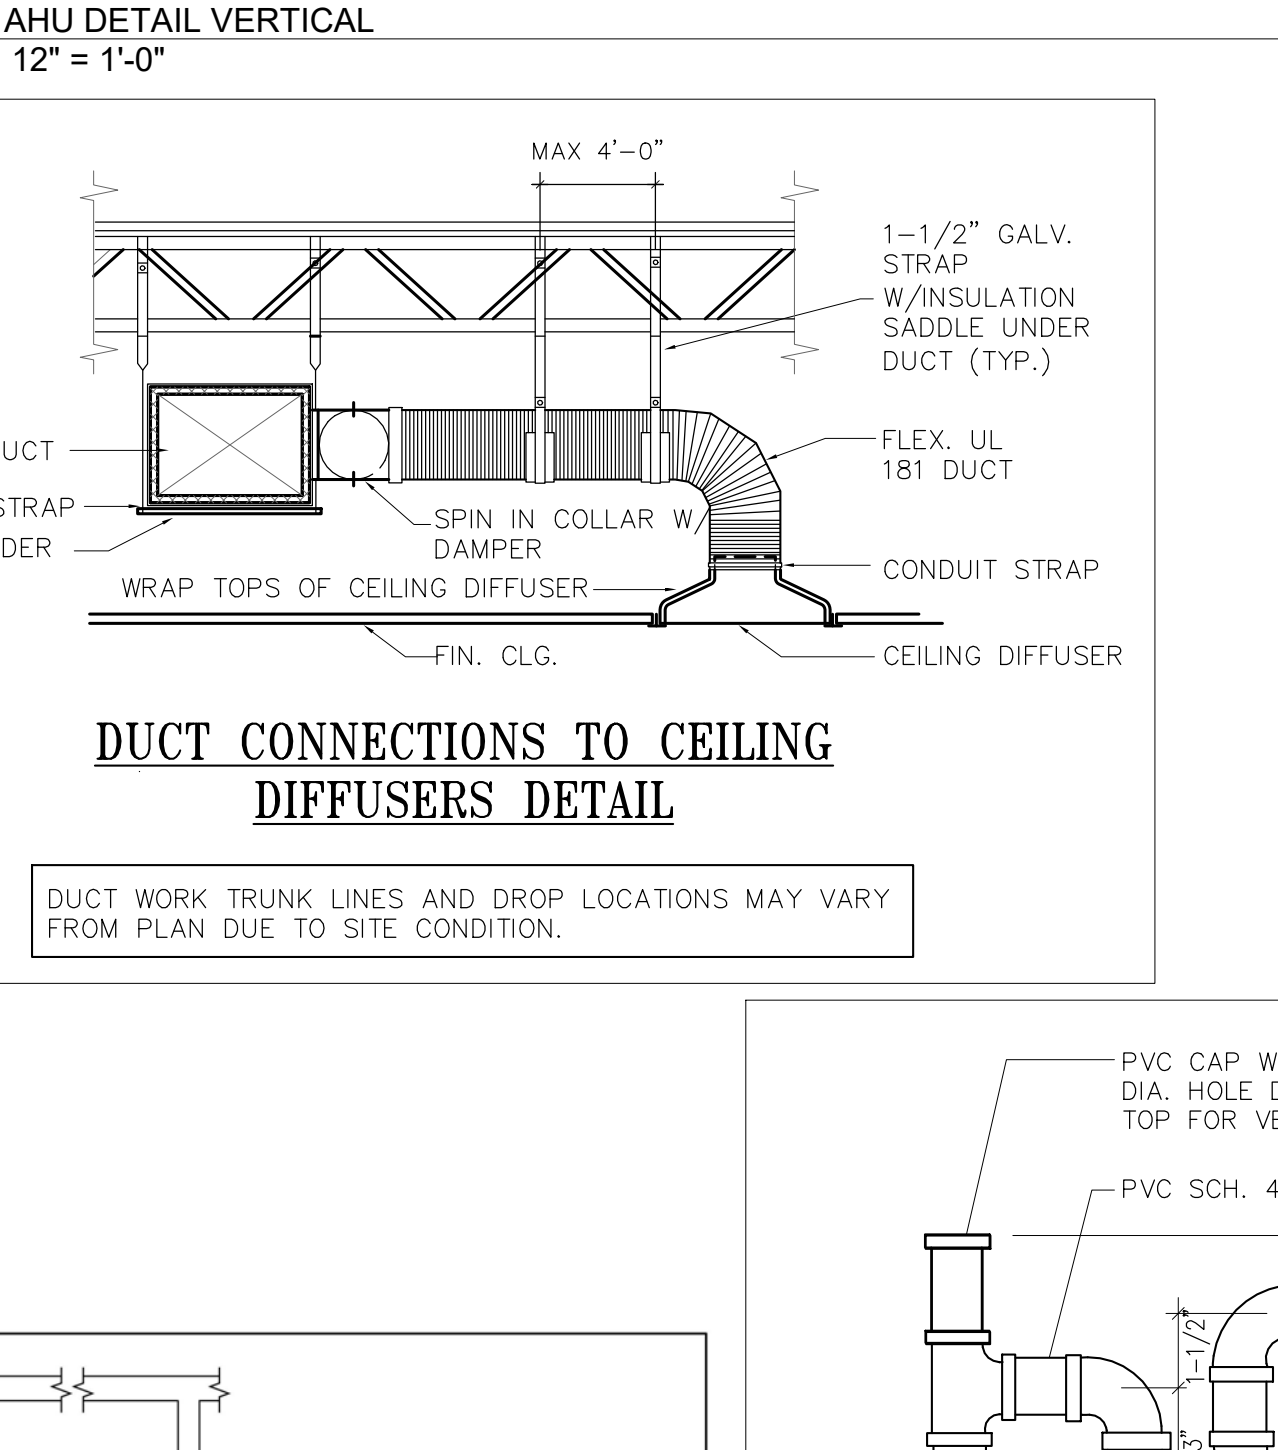 AHU DETAIL VERTICAL
12" = 1'-0"
MAX 4'-0"
1-1/2" GALV.
STRAP
W/INSULATION
SADDLE UNDER
DUCT (TYP.)
UCT
STRAP
DER
FLEX. UL
181 DUCT
SPIN IN COLLAR W/
DAMPER
WRAP TOPS OF CEILING DIFFUSER
CONDUIT STRAP
FIN. CLG.
CEILING DIFFUSER
DUCT CONNECTIONS TO CEILING
DIFFUSERS DETAIL
DUCT WORK TRUNK LINES AND DROP LOCATIONS MAY VARY
FROM PLAN DUE TO SITE CONDITION.
PVC CAP W
DIA. HOLE D
TOP FOR VE
PVC SCH. 4
1-1/2"
3"